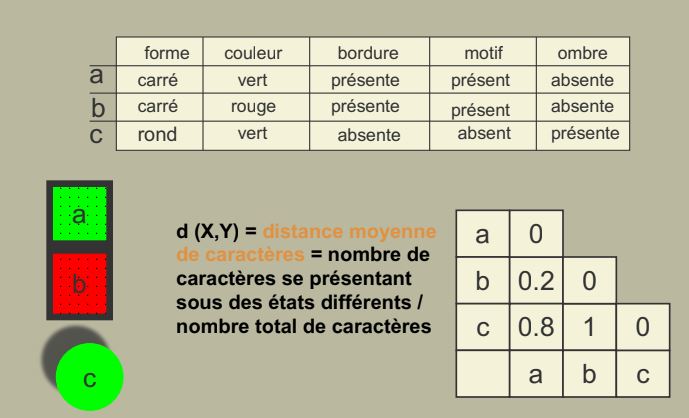 forme couleur bordure motif ombre
a carré vert présente présent absente
b carré rouge présente présent absente
c rond vert absente absent présente
a
b
c
d (X,Y) = distance moyenne
de caractères = nombre de
caractères se présentant
sous des états différents /
nombre total de caractères
a 0
b 0.2 0
c 0.8 1 0
a b c